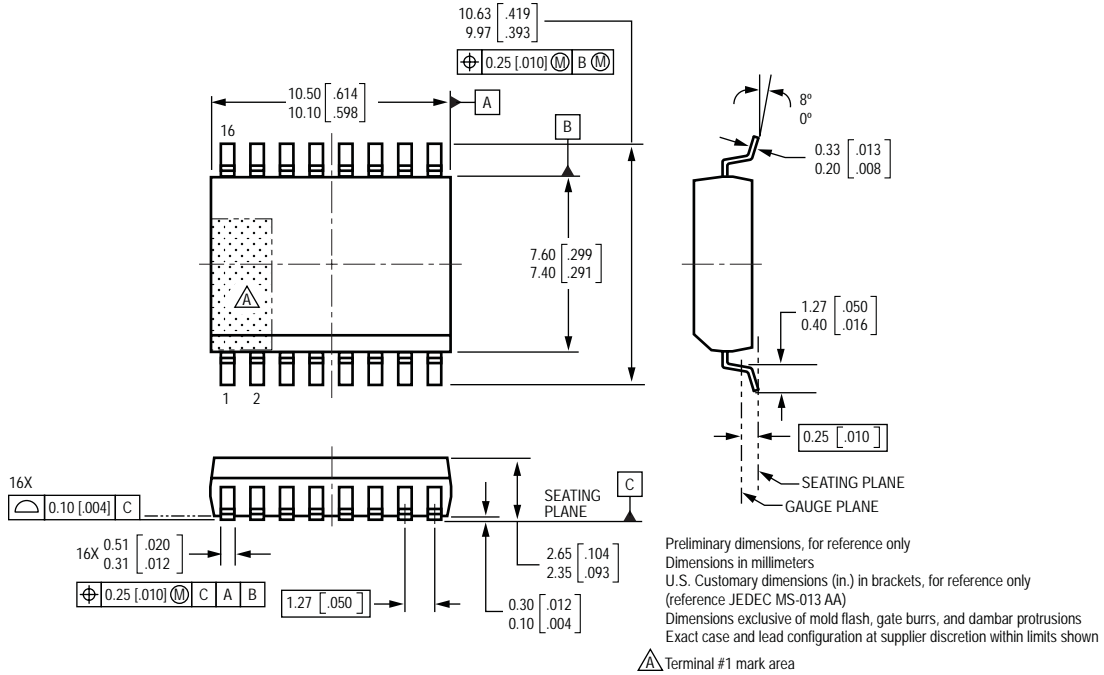 10.63 [.419]
9.97 [.393]
⌖ 0.25 [.010] Ⓜ B Ⓜ
10.50 [.614]
10.10 [.598]
A
B
16
8º
0º
0.33 [.013]
0.20 [.008]
7.60 [.299]
7.40 [.291]
A
1.27 [.050]
0.40 [.016]
1 2
0.25 [.010]
SEATING PLANE
GAUGE PLANE
16X
⌓ 0.10 [.004] C
SEATING
PLANE
C
16X 0.51 [.020]
0.31 [.012]
⌖ 0.25 [.010] Ⓜ C A B
1.27 [.050]
2.65 [.104]
2.35 [.093]
0.30 [.012]
0.10 [.004]
Preliminary dimensions, for reference only
Dimensions in millimeters
U.S. Customary dimensions (in.) in brackets, for reference only
(reference JEDEC MS-013 AA)
Dimensions exclusive of mold flash, gate burrs, and dambar protrusions
Exact case and lead configuration at supplier discretion within limits shown
A Terminal #1 mark area